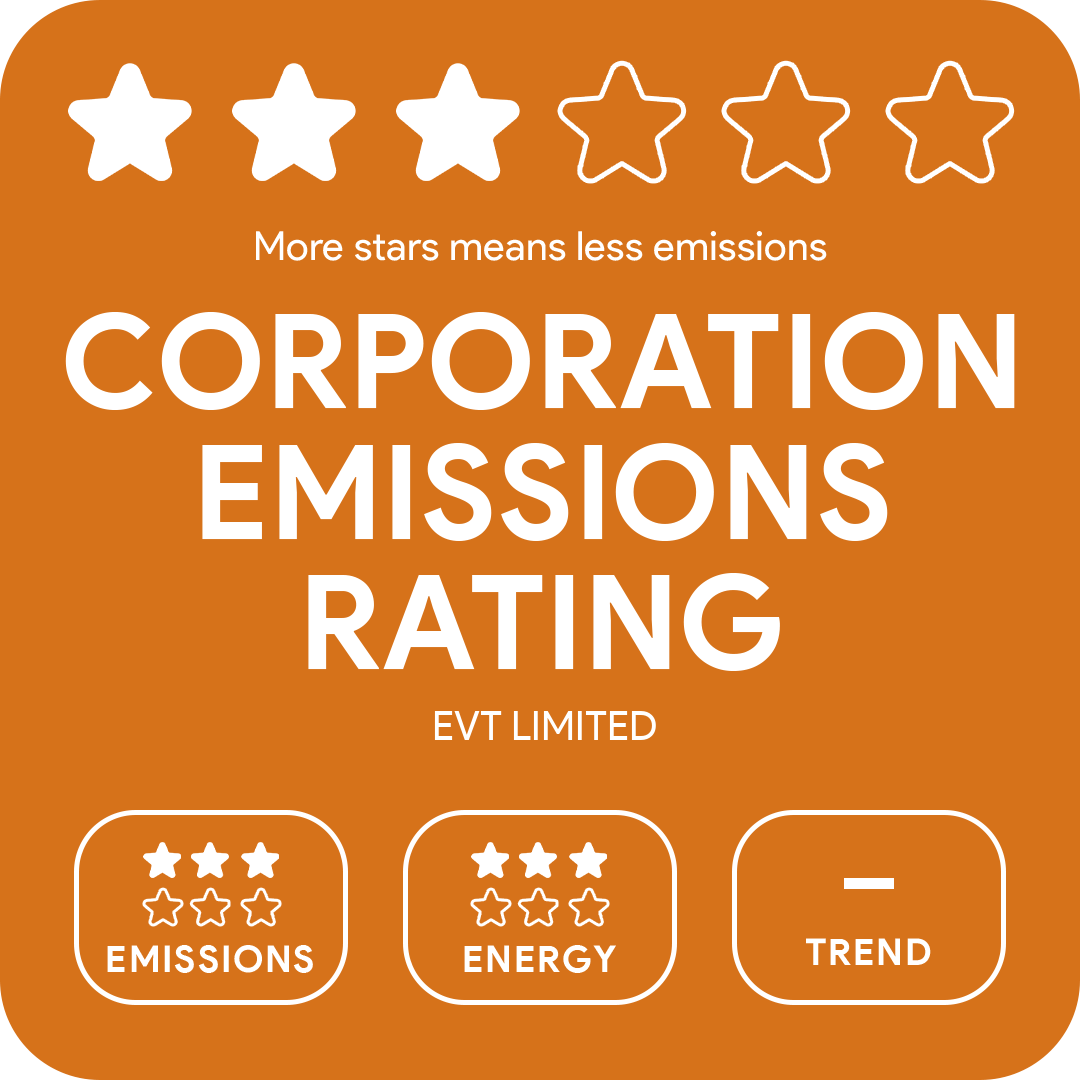 More stars means less emissions
CORPORATION
EMISSIONS
RATING
EVT LIMITED
EMISSIONS
ENERGY
–
TREND